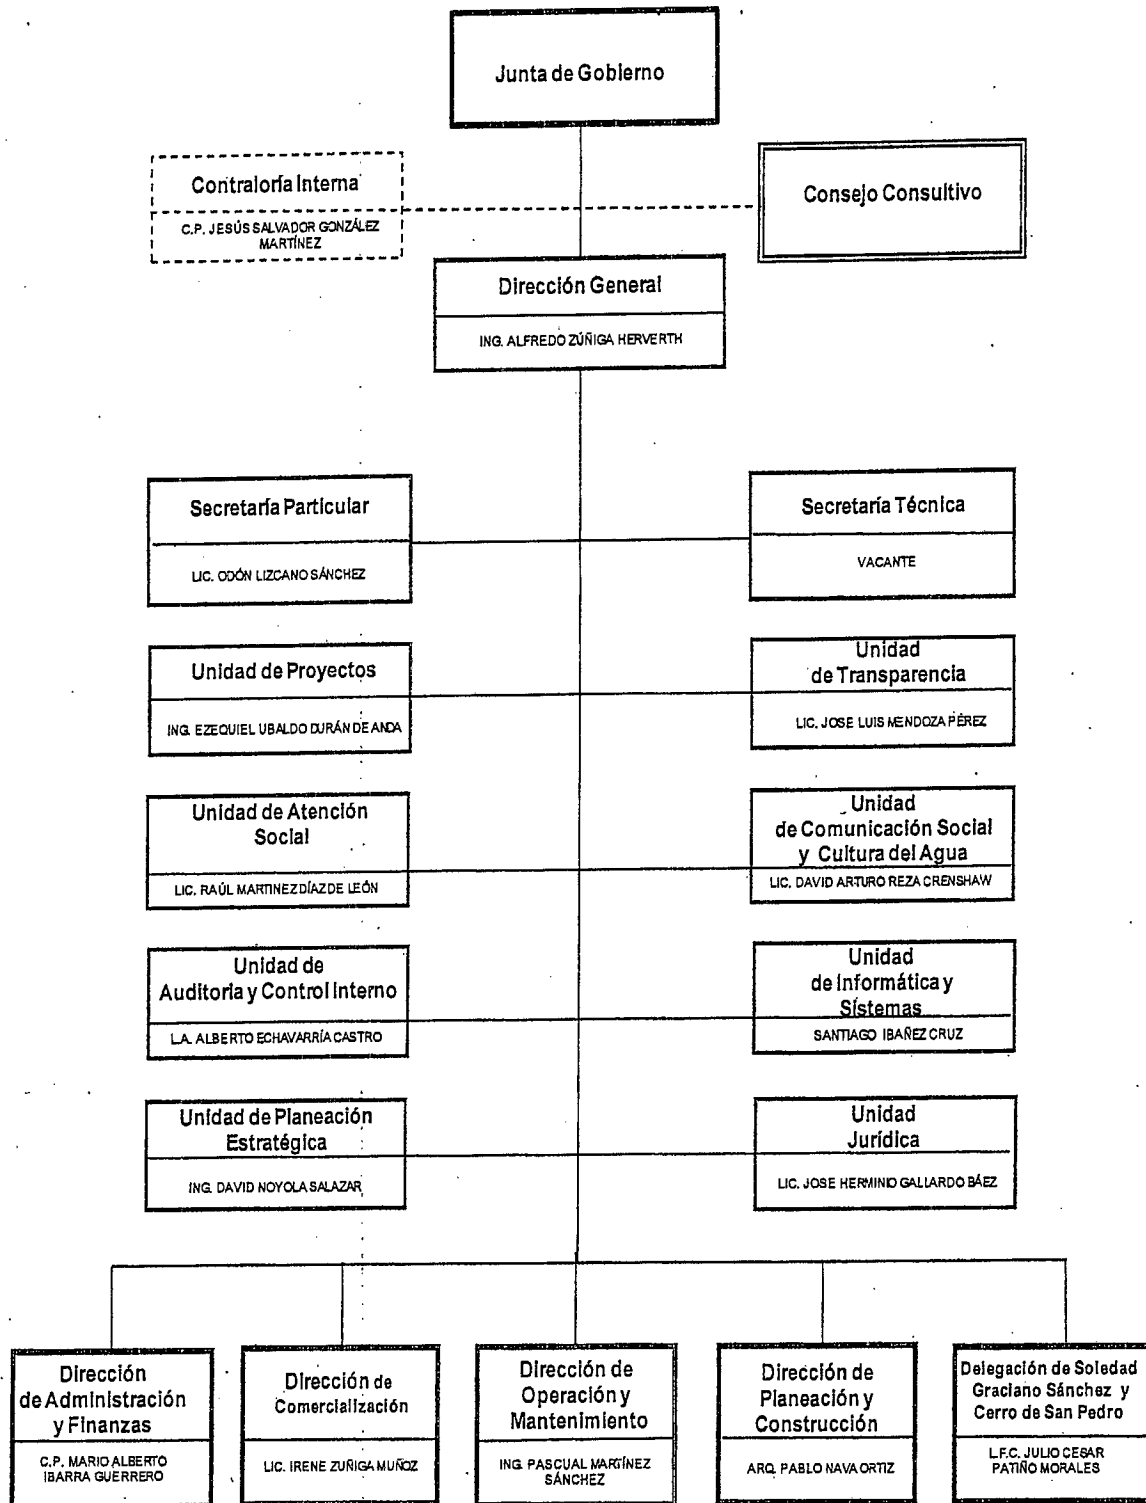 Junta de Gobierno
Contraloría Interna
C.P. JESÚS SALVADOR GONZÁLEZ
MARTÍNEZ
Consejo Consultivo
Dirección General
ING. ALFREDO ZÚÑIGA HERVERTH
Secretaría Particular
LIC. ODÓN LIZCANO SÁNCHEZ
Secretaría Técnica
VACANTE
Unidad de Proyectos
ING. EZEQUIEL UBALDO DURÁN DE ANDA
Unidad
de Transparencia
LIC. JOSE LUIS MENDOZA PÉREZ
Unidad de Atención
Social
LIC. RAÚL MARTINEZ DÍAZ DE LEÓN
Unidad
de Comunicación Social
y Cultura del Agua
LIC. DAVID ARTURO REZA CRENSHAW
Unidad de
Auditoría y Control Interno
L.A. ALBERTO ECHAVARRÍA CASTRO
Unidad
de Informática y
Sístemas
SANTIAGO IBAÑEZ CRUZ
Unidad de Planeación
Estratégica
ING. DAVID NOYOLA SALAZAR
Unidad
Jurídica
LIC. JOSE HERMINIO GALLARDO BÁEZ
Dirección
de Administración
y Finanzas
C.P. MARIO ALBERTO
IBARRA GUERRERO
Dirección de
Comercialización
LIC. IRENE ZUÑIGA MUÑOZ
Dirección de
Operación y
Mantenimiento
ING. PASCUAL MARTÍNEZ
SÁNCHEZ
Dirección de
Planeación y
Construcción
ARQ. PABLO NAVA ORTIZ
Delegación de Soledad
Graciano Sánchez y
Cerro de San Pedro
L.F.C. JULIO CESAR
PATIÑO MORALES